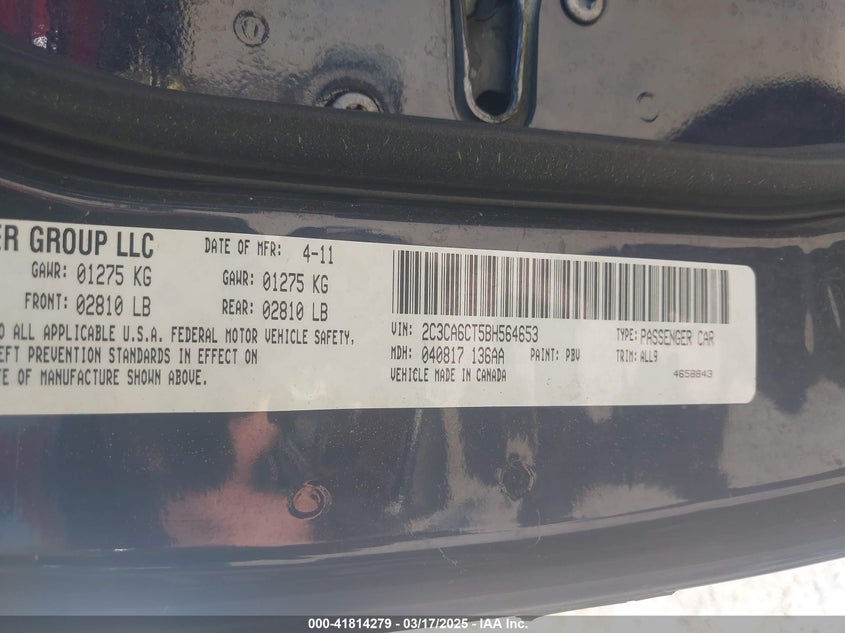 ER GROUP LLC DATE OF MFR: 4-11
GAWR: 01275 KG GAWR: 01275 KG
FRONT: 02810 LB REAR: 02810 LB
O ALL APPLICABLE U.S.A. FEDERAL MOTOR VEHICLE SAFETY,
EFT PREVENTION STANDARDS IN EFFECT ON
TE OF MANUFACTURE SHOWN ABOVE.
VIN: 2C3CA6CT5BH564653 TYPE: PASSENGER CAR
MDH: 040817 136AA PAINT: PBV TRIM: ALL9
VEHICLE MADE IN CANADA 4658843
000-41814279 - 03/17/2025 - IAA Inc.